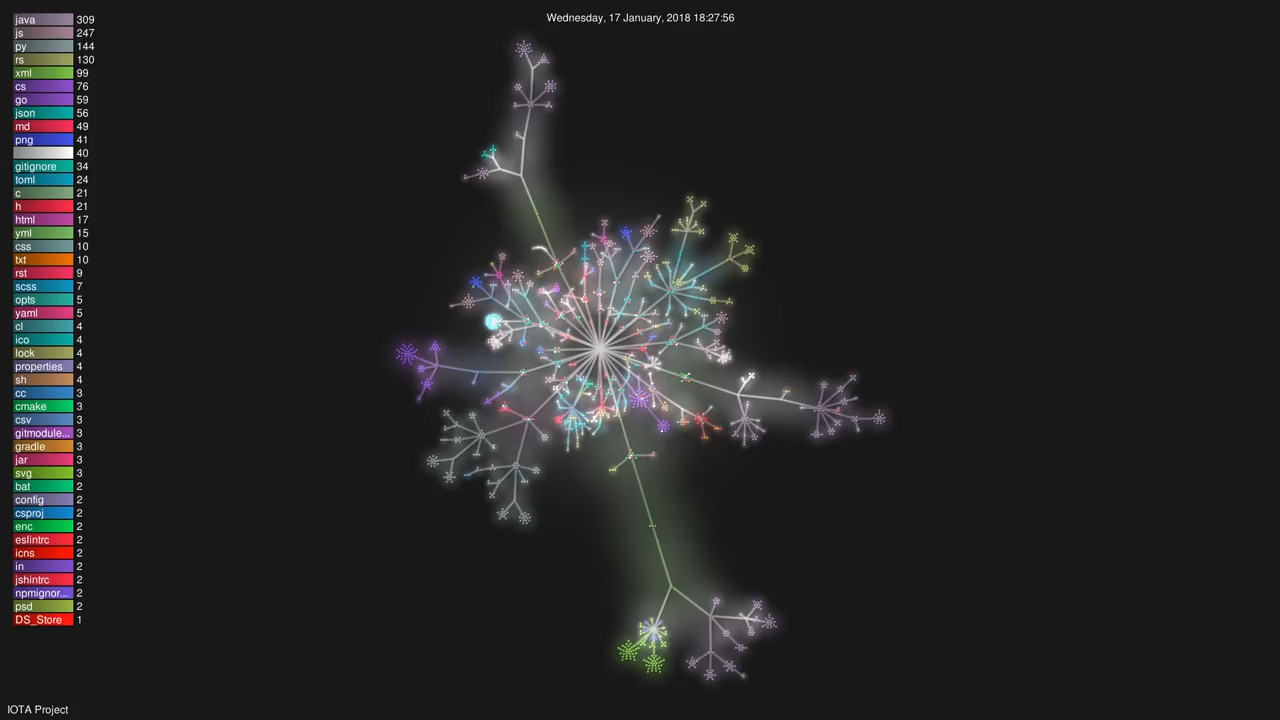 Wednesday, 17 January, 2018 18:27:56
java 309
js 247
py 144
rs 130
xml 99
cs 76
go 59
json 56
md 49
png 41
40
gitignore 34
toml 24
c 21
h 21
html 17
yml 15
css 10
txt 10
rst 9
scss 7
opts 5
yaml 5
cl 4
ico 4
lock 4
properties 4
sh 4
cc 3
cmake 3
csv 3
gitmodule... 3
gradle 3
jar 3
svg 3
bat 2
config 2
csproj 2
enc 2
eslintrc 2
icns 2
in 2
jshintrc 2
npmignor... 2
psd 2
DS_Store 1
IOTA Project